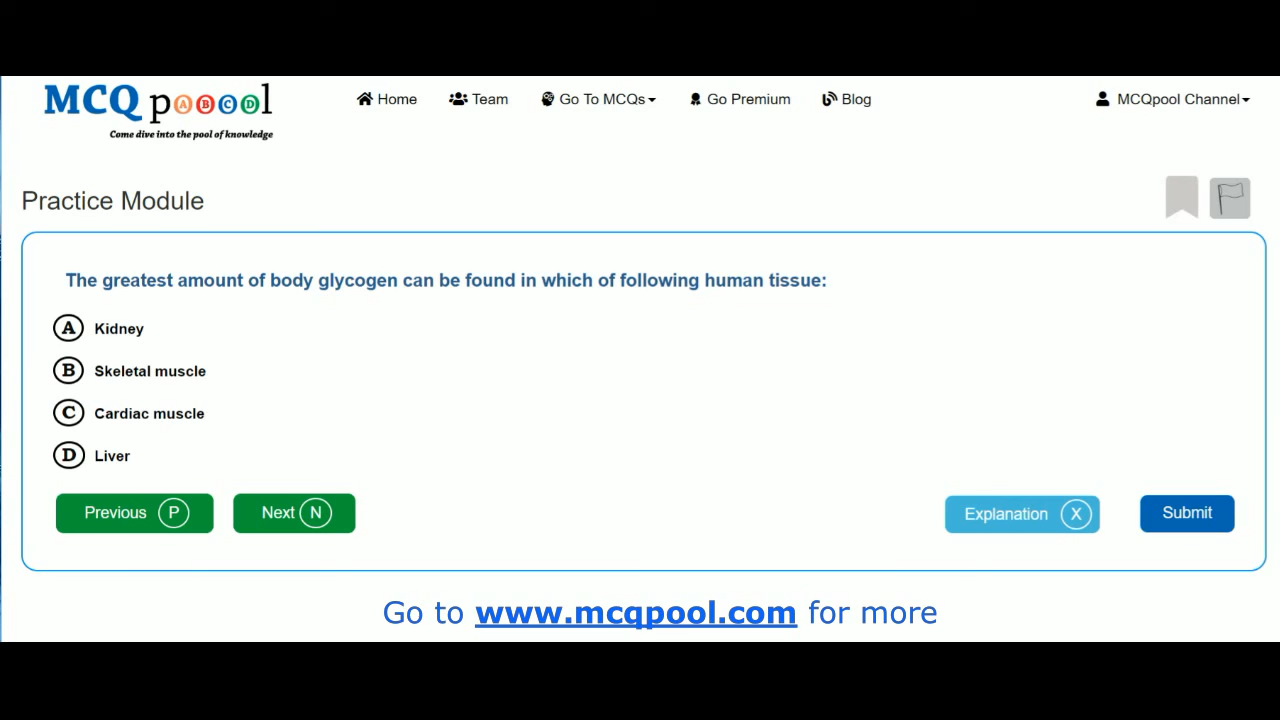 MCQ pABCDl
Come dive into the pool of knowledge
Home Team Go To MCQs Go Premium Blog MCQpool Channel
Practice Module
The greatest amount of body glycogen can be found in which of following human tissue:
A Kidney
B Skeletal muscle
C Cardiac muscle
D Liver
Previous P Next N Explanation X Submit
Go to www.mcqpool.com for more